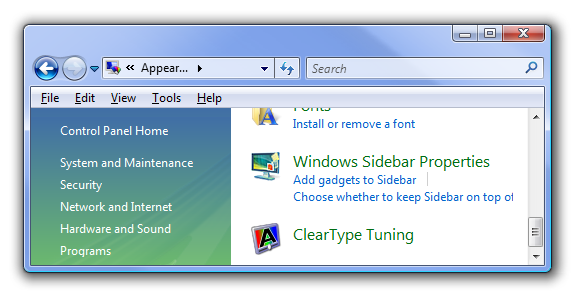 Appear...
Search
File Edit View Tools Help
Control Panel Home
System and Maintenance
Security
Network and Internet
Hardware and Sound
Programs
Fonts
Install or remove a font
Windows Sidebar Properties
Add gadgets to Sidebar
Choose whether to keep Sidebar on top of
ClearType Tuning